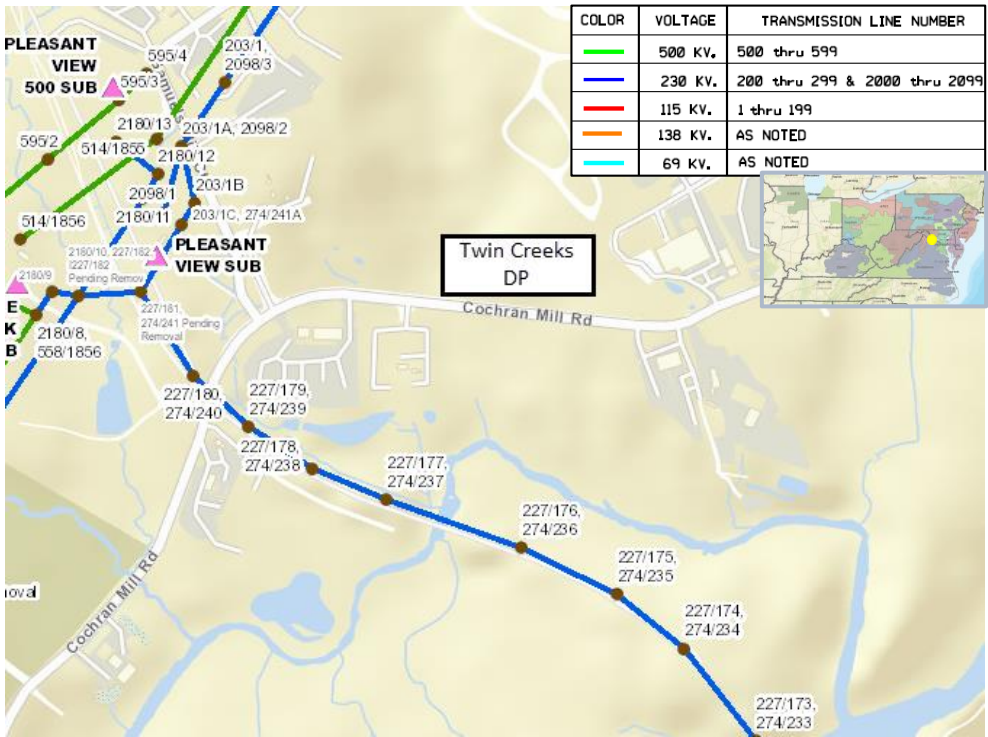 COLOR VOLTAGE TRANSMISSION LINE NUMBER
500 KV. 500 thru 599
230 KV. 200 thru 299 & 2000 thru 2099
115 KV. 1 thru 199
138 KV. AS NOTED
69 KV. AS NOTED
PLEASANT
VIEW
500 SUB
595/4
595/3
203/1,
2098/3
2180/13
203/1A, 2098/2
595/2
514/1855
2180/12
2098/1
203/1B
2180/11
203/1C, 274/241A
514/1856
2180/10, 227/182,
PLEASANT
VIEW SUB
/227/182
Pending Remov
2180/9
227/181,
274/241 Pending
Removal
E
K
B
2180/8,
558/1856
Twin Creeks
DP
Cochran Mill Rd
227/180,
274/240
227/179,
274/239
227/178,
274/238
227/177,
274/237
227/176,
274/236
227/175,
274/235
227/174,
274/234
227/173,
274/233
Cochran Mill Rd
oval